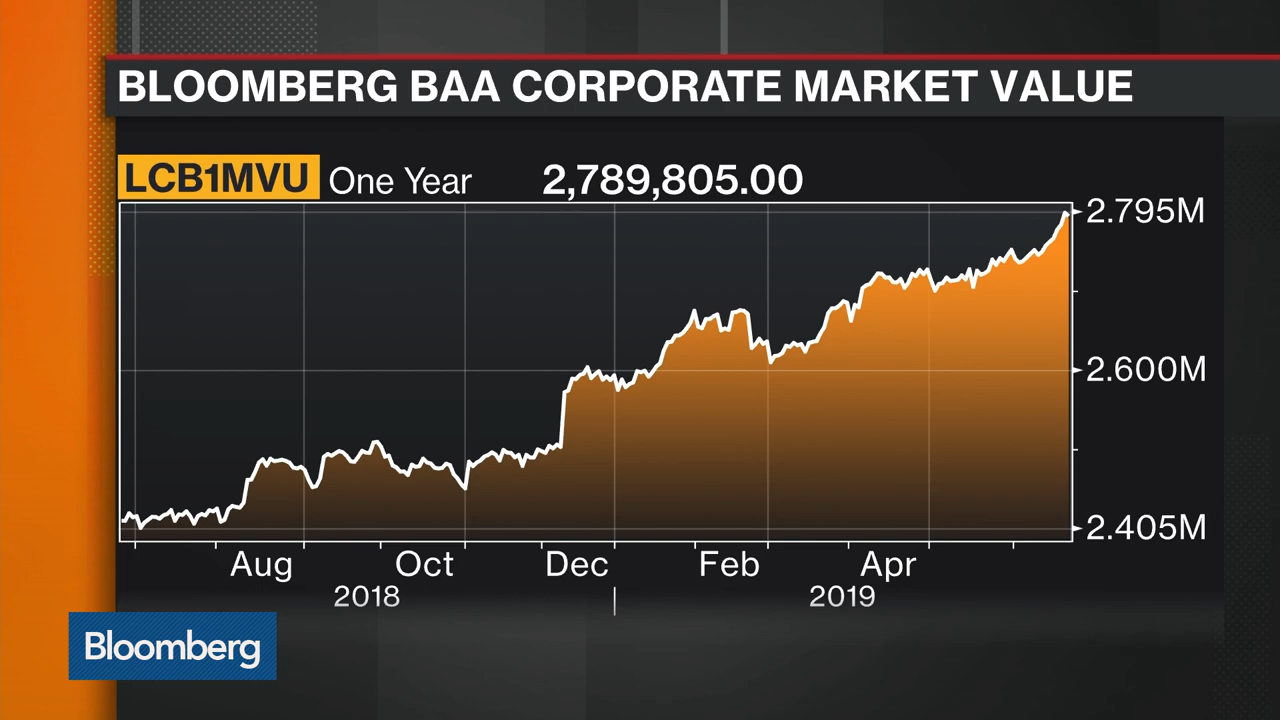 BLOOMBERG BAA CORPORATE MARKET VALUE
LCB1MVU One Year 2,789,805.00
2.795M
2.600M
2.405M
Aug Oct Dec Feb Apr
2018 2019
Bloomberg